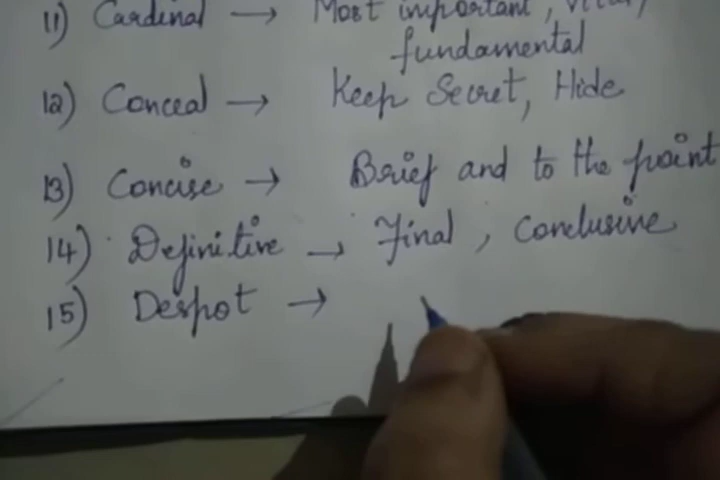 11) Cardinal → Most important, vital,
fundamental
12) Conceal → Keep Secret, Hide
13) Concise → Brief and to the point
14) Definitive → Final, Conclusive
15) Despot →